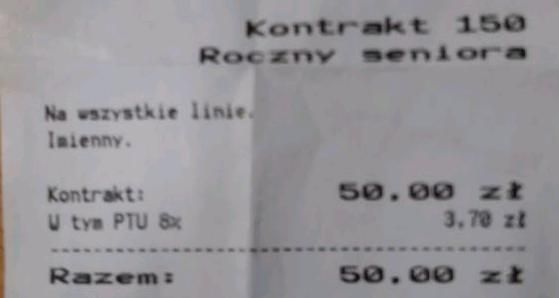 Kontrakt 150
Roczny seniora
Na wszystkie linie.
Imienny.
Kontrakt: 50.00 zł
W tym PTU 8% 3.70 zł
Razem: 50.00 zł